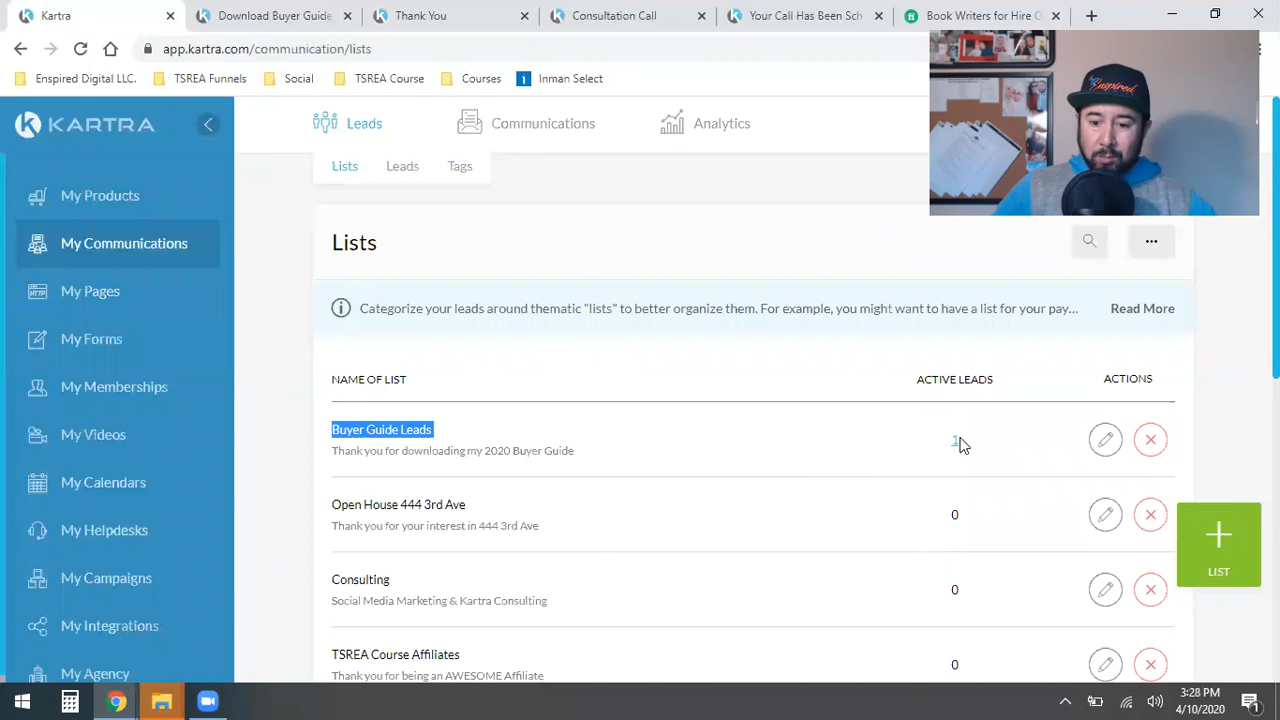 Kartra
Download Buyer Guide
Thank You
Consultation Call
Your Call Has Been Sch
Book Writers for Hire O
app.kartra.com/communication/lists
Enspired Digital LLC.
TSREA Funnels
Social
TSREA Course
Courses
Inman Select
KARTRA
Leads
Communications
Analytics
Lists
Leads
Tags
My Products
My Communications
My Pages
My Forms
My Memberships
My Videos
My Calendars
My Helpdesks
My Campaigns
My Integrations
My Agency
Lists
Categorize your leads around thematic "lists" to better organize them. For example, you might want to have a list for your pay...
Read More
NAME OF LIST
ACTIVE LEADS
ACTIONS
Buyer Guide Leads
Thank you for downloading my 2020 Buyer Guide
1
Open House 444 3rd Ave
Thank you for your interest in 444 3rd Ave
0
Consulting
Social Media Marketing & Kartra Consulting
0
TSREA Course Affiliates
Thank you for being an AWESOME Affiliate
0
LIST
3:28 PM
4/10/2020